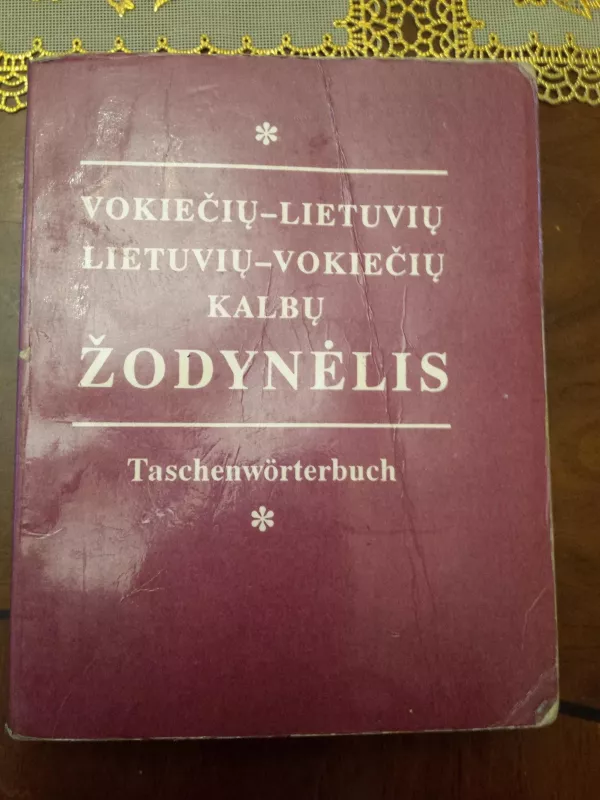 VOKIEČIŲ–LIETUVIŲ
LIETUVIŲ–VOKIEČIŲ
KALBŲ
ŽODYNĖLIS
Taschenwörterbuch